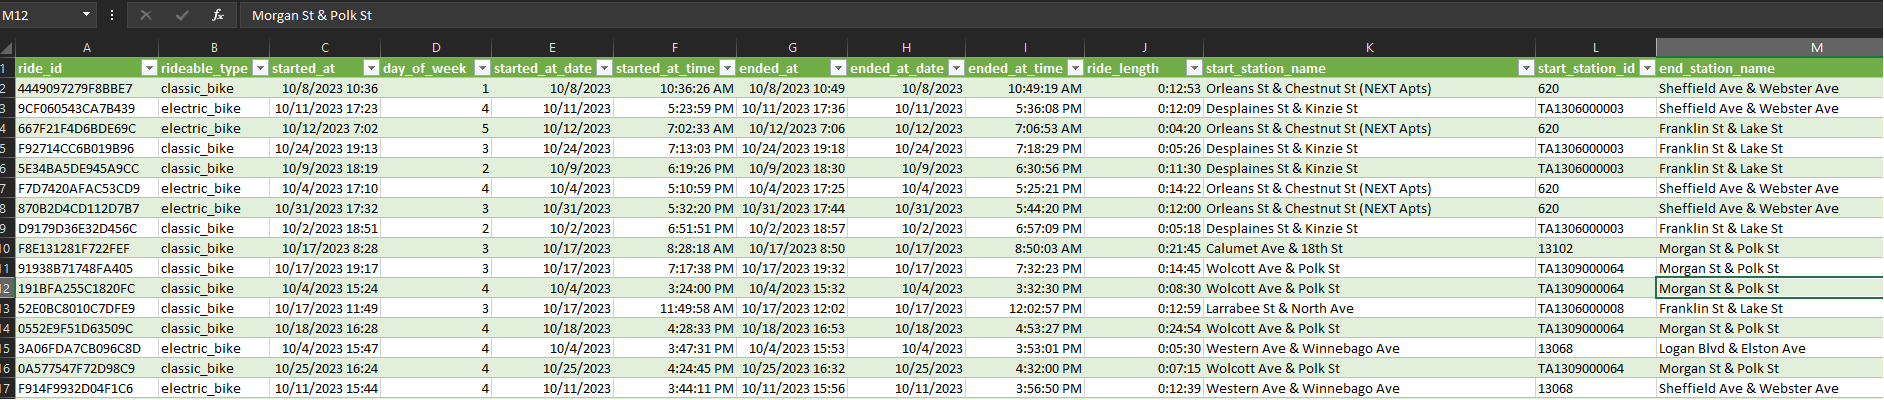 M12 fx Morgan St & Polk St
A B C D E F G H I J K L M
1 ride_id rideable_type started_at day_of_week started_at_date started_at_time ended_at ended_at_date ended_at_time ride_length start_station_name start_station_id end_station_name
2 4449097279F8BBE7 classic_bike 10/8/2023 10:36 1 10/8/2023 10:36:26 AM 10/8/2023 10:49 10/8/2023 10:49:19 AM 0:12:53 Orleans St & Chestnut St (NEXT Apts) 620 Sheffield Ave & Webster Ave
3 9CF060543CA7B439 electric_bike 10/11/2023 17:23 4 10/11/2023 5:23:59 PM 10/11/2023 17:36 10/11/2023 5:36:08 PM 0:12:09 Desplaines St & Kinzie St TA1306000003 Sheffield Ave & Webster Ave
4 667F21F4D6BDE69C electric_bike 10/12/2023 7:02 5 10/12/2023 7:02:33 AM 10/12/2023 7:06 10/12/2023 7:06:53 AM 0:04:20 Orleans St & Chestnut St (NEXT Apts) 620 Franklin St & Lake St
5 F92714CC6B019B96 classic_bike 10/24/2023 19:13 3 10/24/2023 7:13:03 PM 10/24/2023 19:18 10/24/2023 7:18:29 PM 0:05:26 Desplaines St & Kinzie St TA1306000003 Franklin St & Lake St
6 5E34BA5DE945A9CC classic_bike 10/9/2023 18:19 2 10/9/2023 6:19:26 PM 10/9/2023 18:30 10/9/2023 6:30:56 PM 0:11:30 Desplaines St & Kinzie St TA1306000003 Franklin St & Lake St
7 F7D7420AFAC53CD9 electric_bike 10/4/2023 17:10 4 10/4/2023 5:10:59 PM 10/4/2023 17:25 10/4/2023 5:25:21 PM 0:14:22 Orleans St & Chestnut St (NEXT Apts) 620 Sheffield Ave & Webster Ave
8 870B2D4CD112D7B7 electric_bike 10/31/2023 17:32 3 10/31/2023 5:32:20 PM 10/31/2023 17:44 10/31/2023 5:44:20 PM 0:12:00 Orleans St & Chestnut St (NEXT Apts) 620 Sheffield Ave & Webster Ave
9 D9179D36E32D456C classic_bike 10/2/2023 18:51 2 10/2/2023 6:51:51 PM 10/2/2023 18:57 10/2/2023 6:57:09 PM 0:05:18 Desplaines St & Kinzie St TA1306000003 Franklin St & Lake St
10 F8E131281F722FEF classic_bike 10/17/2023 8:28 3 10/17/2023 8:28:18 AM 10/17/2023 8:50 10/17/2023 8:50:03 AM 0:21:45 Calumet Ave & 18th St 13102 Morgan St & Polk St
11 91938B71748FA405 classic_bike 10/17/2023 19:17 3 10/17/2023 7:17:38 PM 10/17/2023 19:32 10/17/2023 7:32:23 PM 0:14:45 Wolcott Ave & Polk St TA1309000064 Morgan St & Polk St
12 191BFA255C1820FC classic_bike 10/4/2023 15:24 4 10/4/2023 3:24:00 PM 10/4/2023 15:32 10/4/2023 3:32:30 PM 0:08:30 Wolcott Ave & Polk St TA1309000064 Morgan St & Polk St
13 52E0BC8010C7DFE9 classic_bike 10/17/2023 11:49 3 10/17/2023 11:49:58 AM 10/17/2023 12:02 10/17/2023 12:02:57 PM 0:12:59 Larrabee St & North Ave TA1306000008 Franklin St & Lake St
14 0552E9F51D63509C classic_bike 10/18/2023 16:28 4 10/18/2023 4:28:33 PM 10/18/2023 16:53 10/18/2023 4:53:27 PM 0:24:54 Wolcott Ave & Polk St TA1309000064 Morgan St & Polk St
15 3A06FDA7CB096C8D electric_bike 10/4/2023 15:47 4 10/4/2023 3:47:31 PM 10/4/2023 15:53 10/4/2023 3:53:01 PM 0:05:30 Western Ave & Winnebago Ave 13068 Logan Blvd & Elston Ave
16 0A577547F72D98C9 classic_bike 10/25/2023 16:24 4 10/25/2023 4:24:45 PM 10/25/2023 16:32 10/25/2023 4:32:00 PM 0:07:15 Wolcott Ave & Polk St TA1309000064 Morgan St & Polk St
17 F914F9932D04F1C6 electric_bike 10/11/2023 15:44 4 10/11/2023 3:44:11 PM 10/11/2023 15:56 10/11/2023 3:56:50 PM 0:12:39 Western Ave & Winnebago Ave 13068 Sheffield Ave & Webster Ave